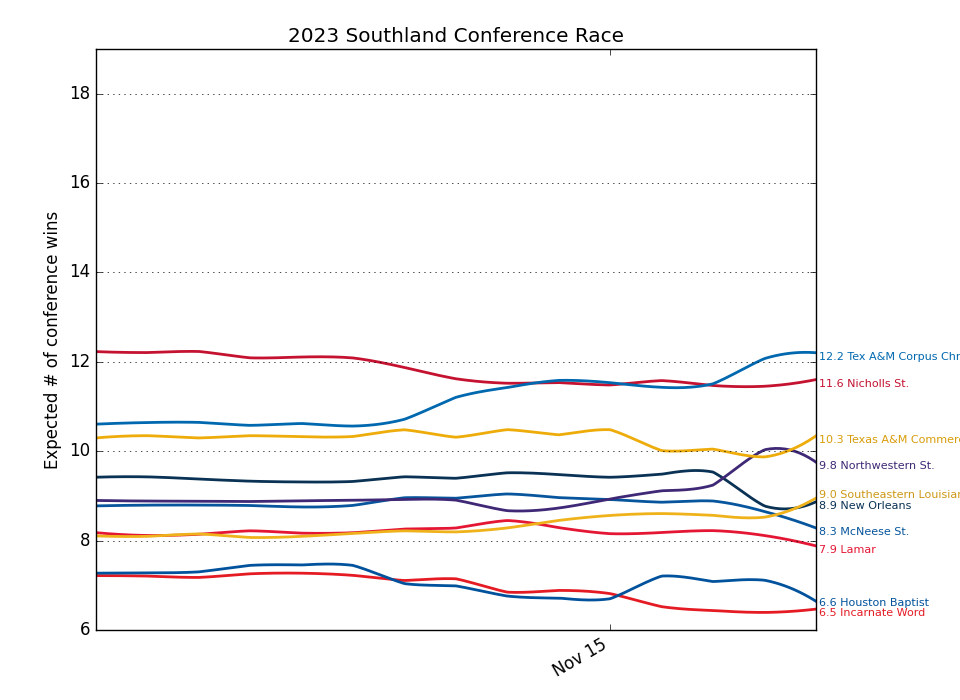 2023 Southland Conference Race
Expected # of conference wins
18
16
14
12
10
8
6
Nov 15
12.2 Tex A&M Corpus Chr
11.6 Nicholls St.
10.3 Texas A&M Commerc
9.8 Northwestern St.
9.0 Southeastern Louisian
8.9 New Orleans
8.3 McNeese St.
7.9 Lamar
6.6 Houston Baptist
6.5 Incarnate Word